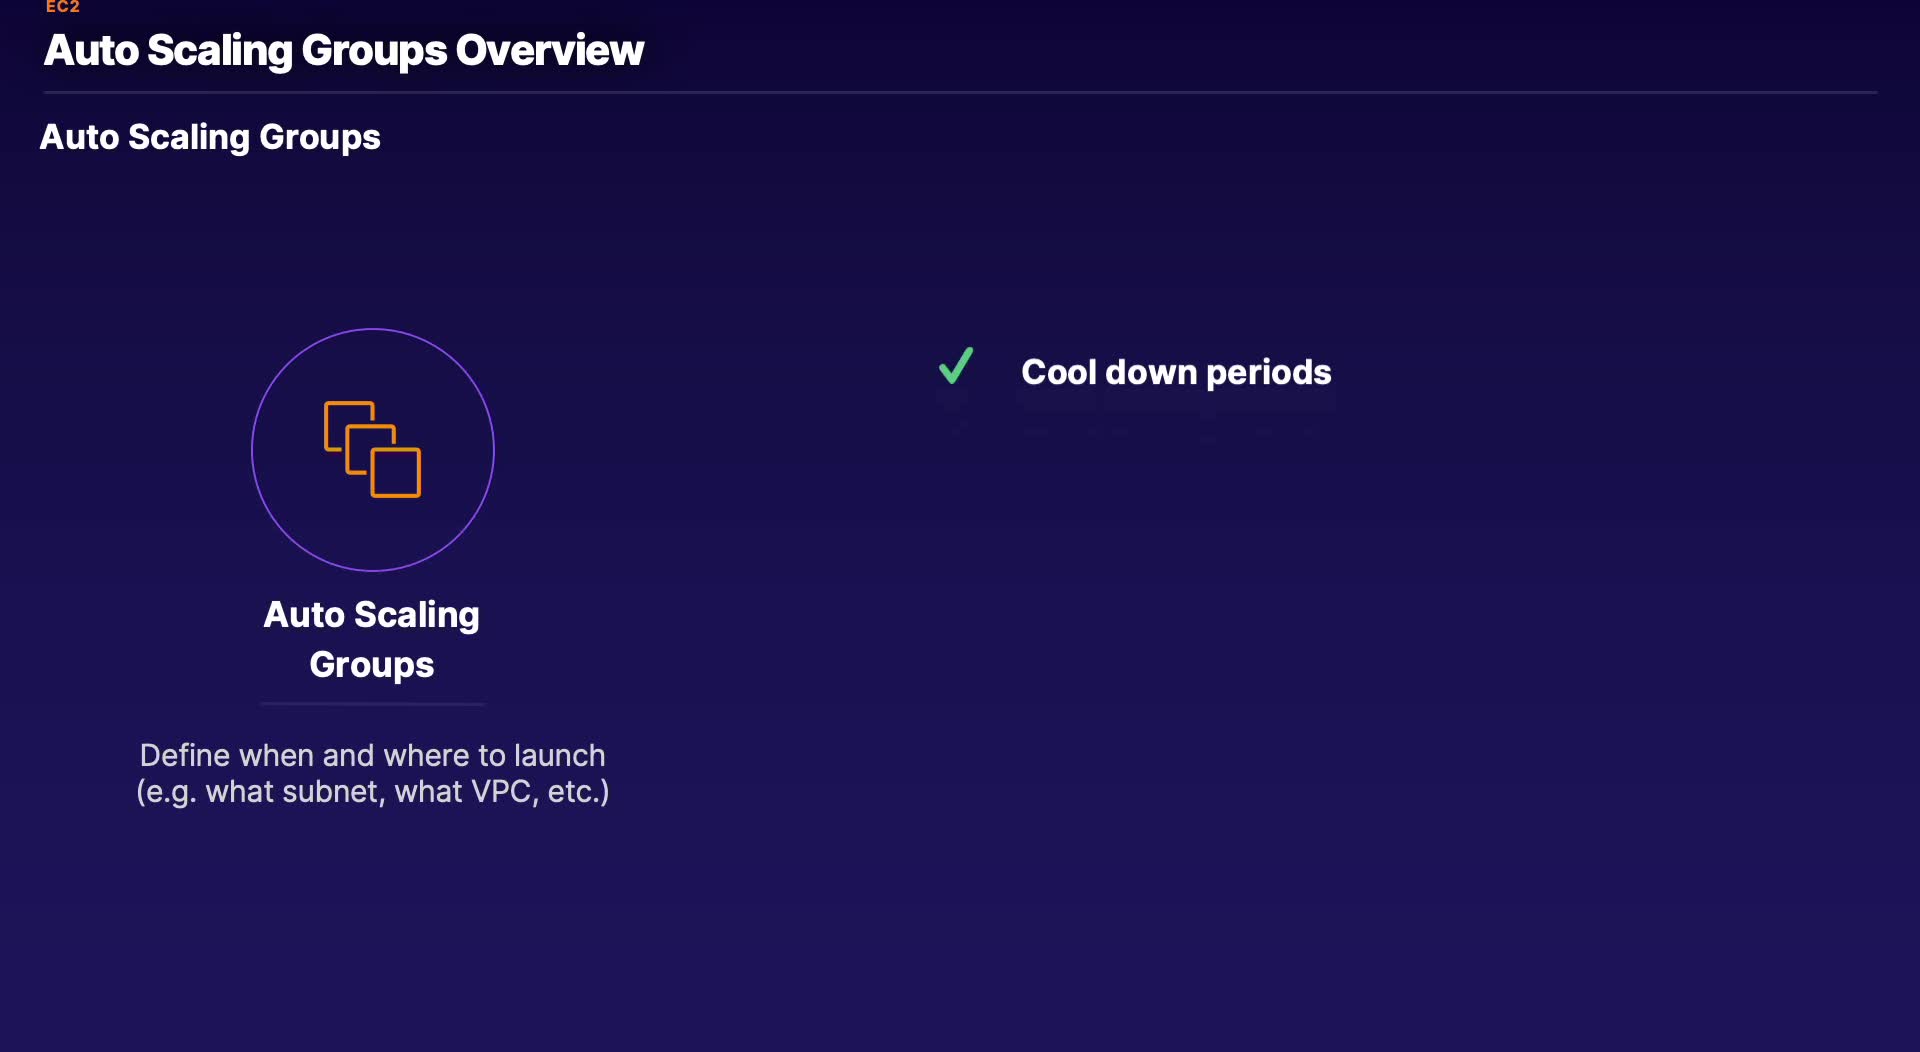 EC2
Auto Scaling Groups Overview
Auto Scaling Groups
Cool down periods
Auto Scaling
Groups
Define when and where to launch
(e.g. what subnet, what VPC, etc.)